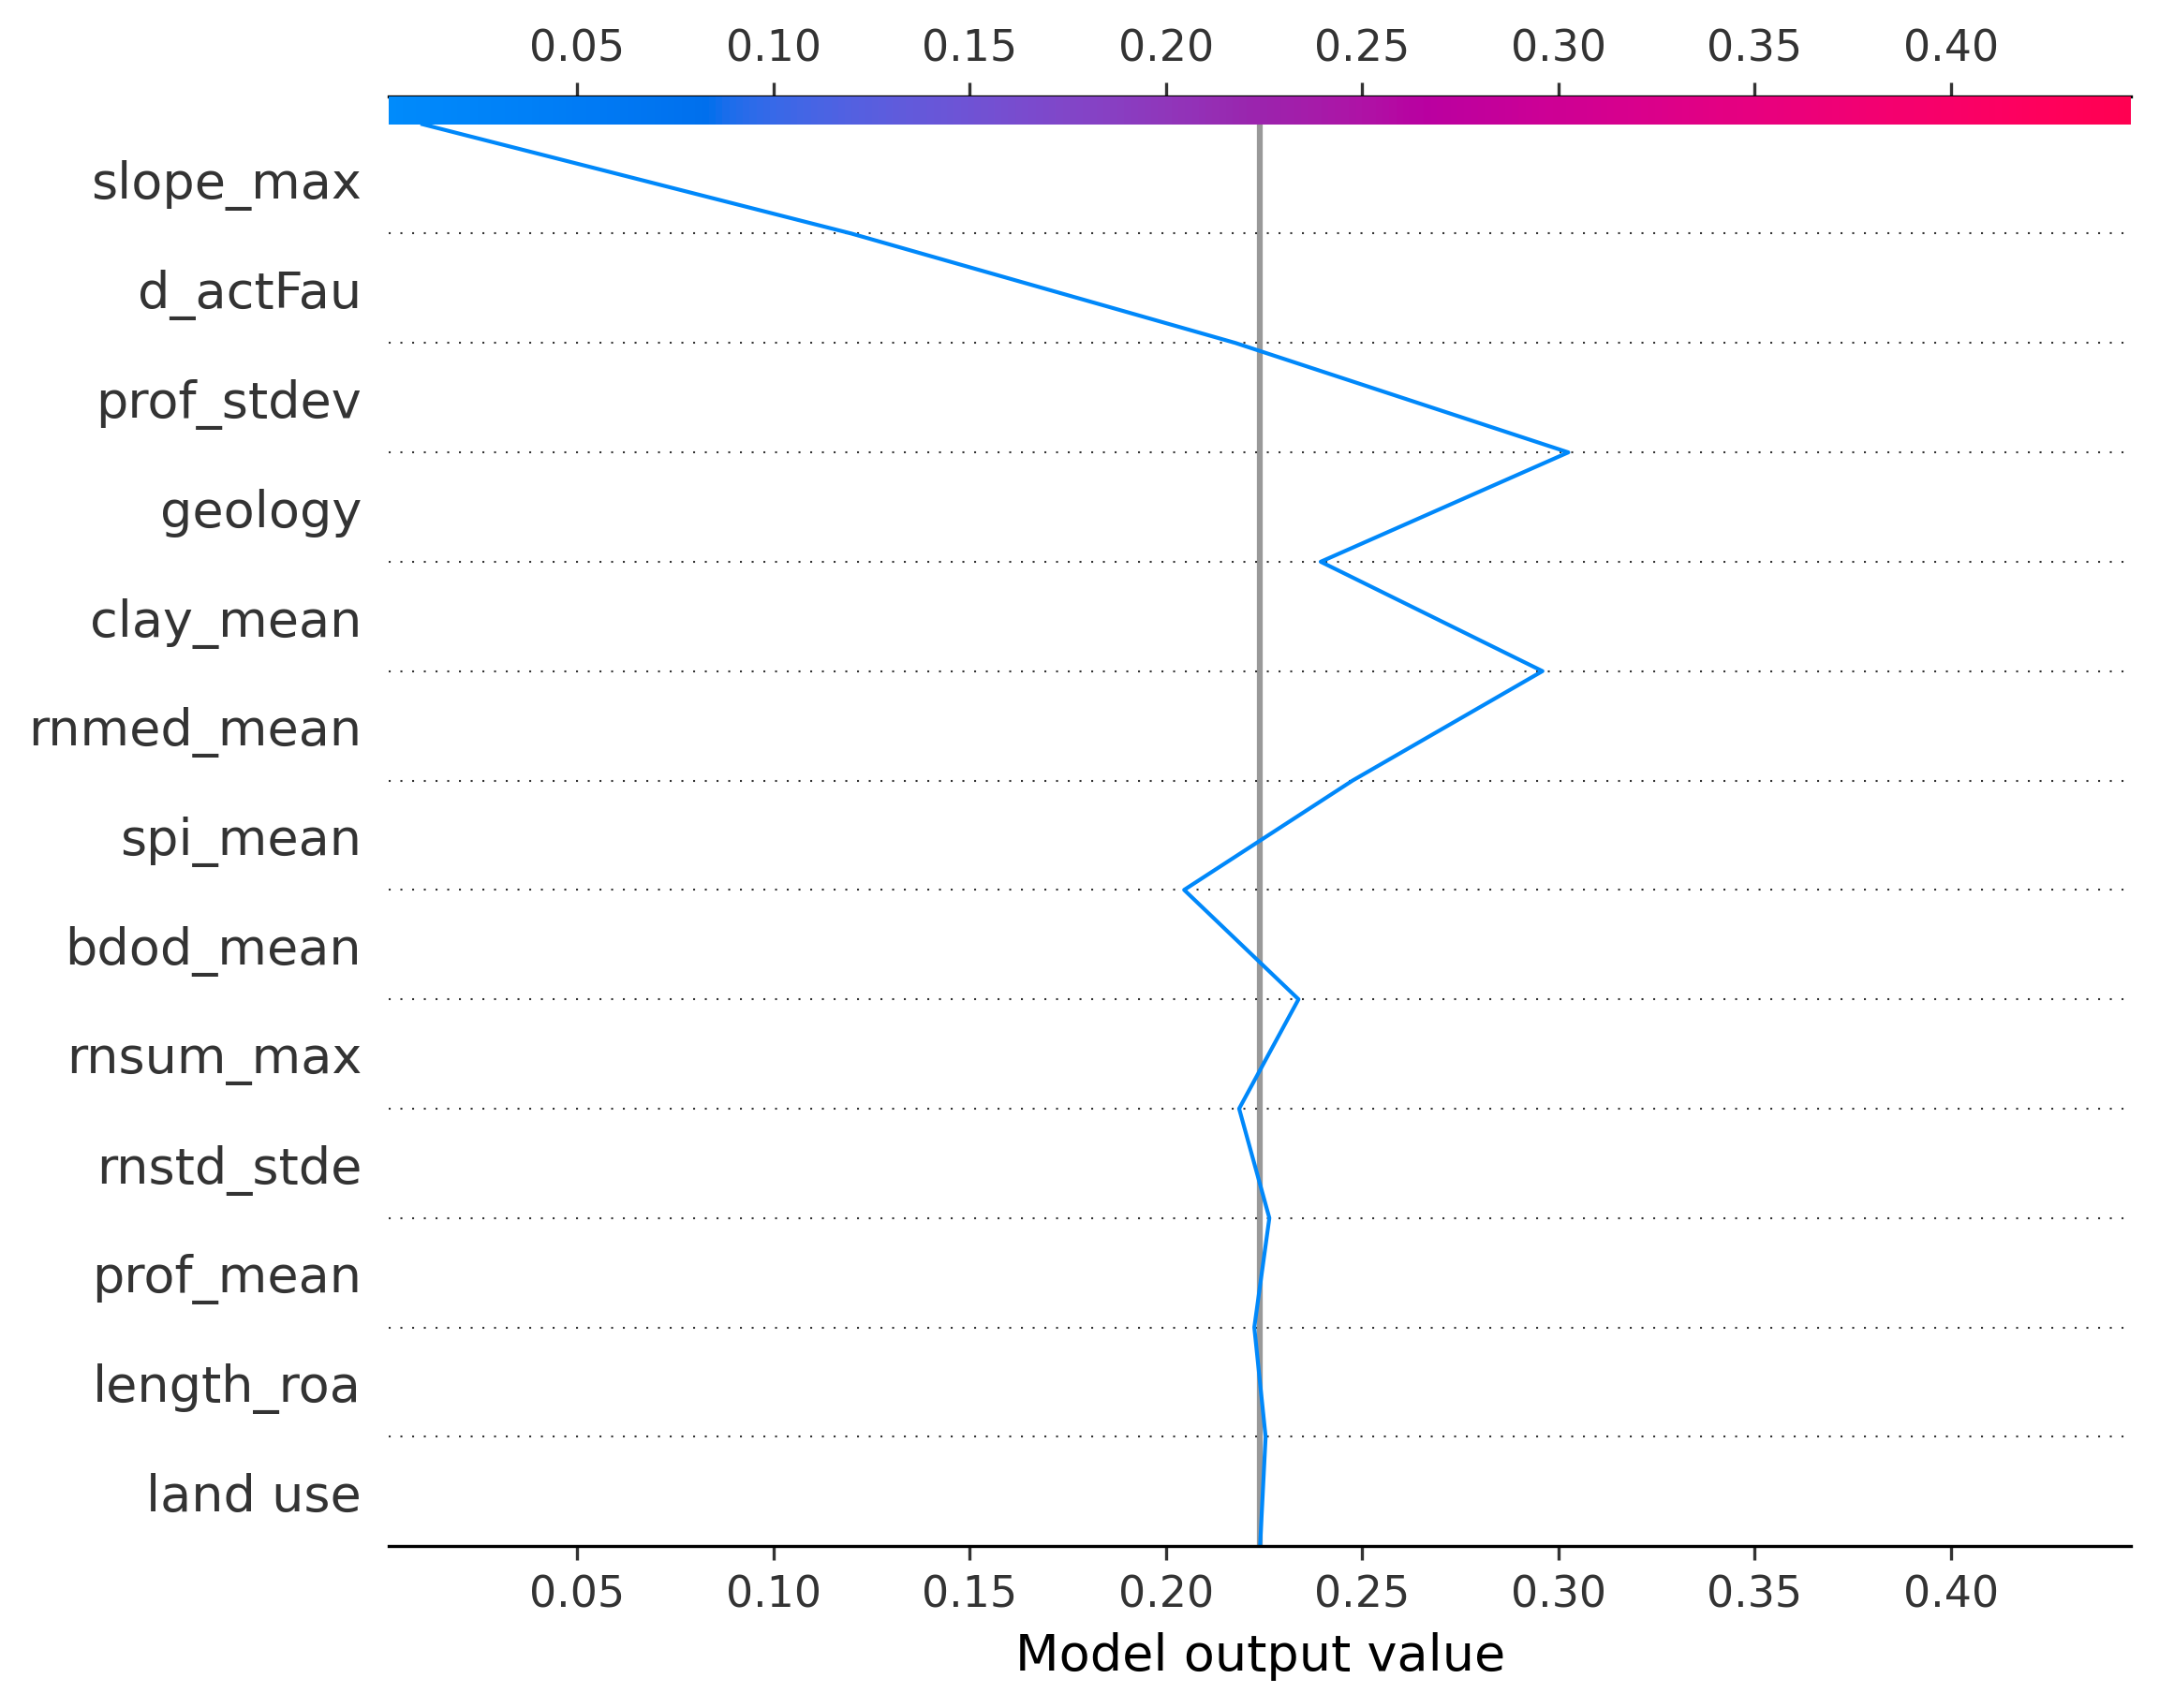 0.05 0.10 0.15 0.20 0.25 0.30 0.35 0.40
slope_max
d_actFau
prof_stdev
geology
clay_mean
rnmed_mean
spi_mean
bdod_mean
rnsum_max
rnstd_stde
prof_mean
length_roa
land use
0.05 0.10 0.15 0.20 0.25 0.30 0.35 0.40
Model output value